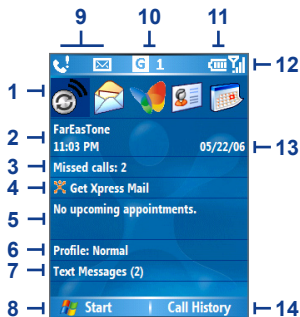 9 10 11
G 1
12
1
2 FarEasTone
11:03 PM 05/22/06 13
3 Missed calls: 2
4 Get Xpress Mail
5 No upcoming appointments.
6 Profile: Normal
7 Text Messages (2)
8 Start Call History 14